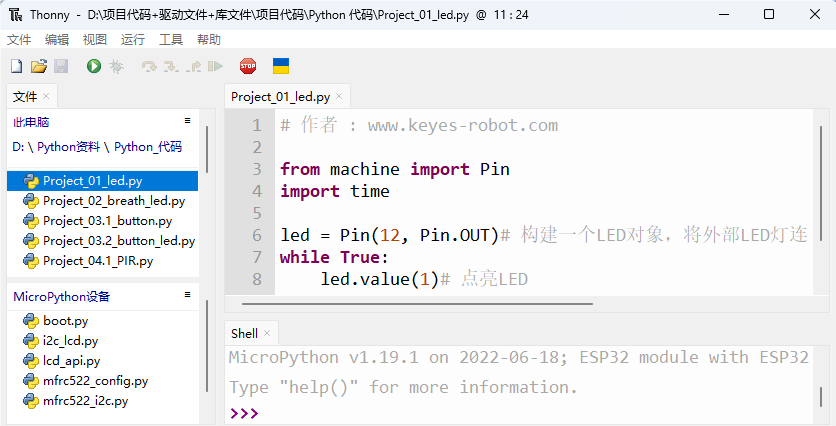 Thonny - D:\项目代码+驱动文件+库文件\项目代码\Python 代码\Project_01_led.py @ 11 : 24
文件 编辑 视图 运行 工具 帮助
STOP
文件 ×
此电脑 ≡
D: \ Python资料 \ Python_代码
Project_01_led.py
Project_02_breath_led.py
Project_03.1_button.py
Project_03.2_button_led.py
Project_04.1_PIR.py
MicroPython设备 ≡
boot.py
i2c_lcd.py
lcd_api.py
mfrc522_config.py
mfrc522_i2c.py
Project_01_led.py ×
1 # 作者 : www.keyes-robot.com
2
3 from machine import Pin
4 import time
5
6 led = Pin(12, Pin.OUT)# 构建一个LED对象，将外部LED灯连
7 while True:
8 led.value(1)# 点亮LED
Shell ×
MicroPython v1.19.1 on 2022-06-18; ESP32 module with ESP32
Type "help()" for more information.
>>>